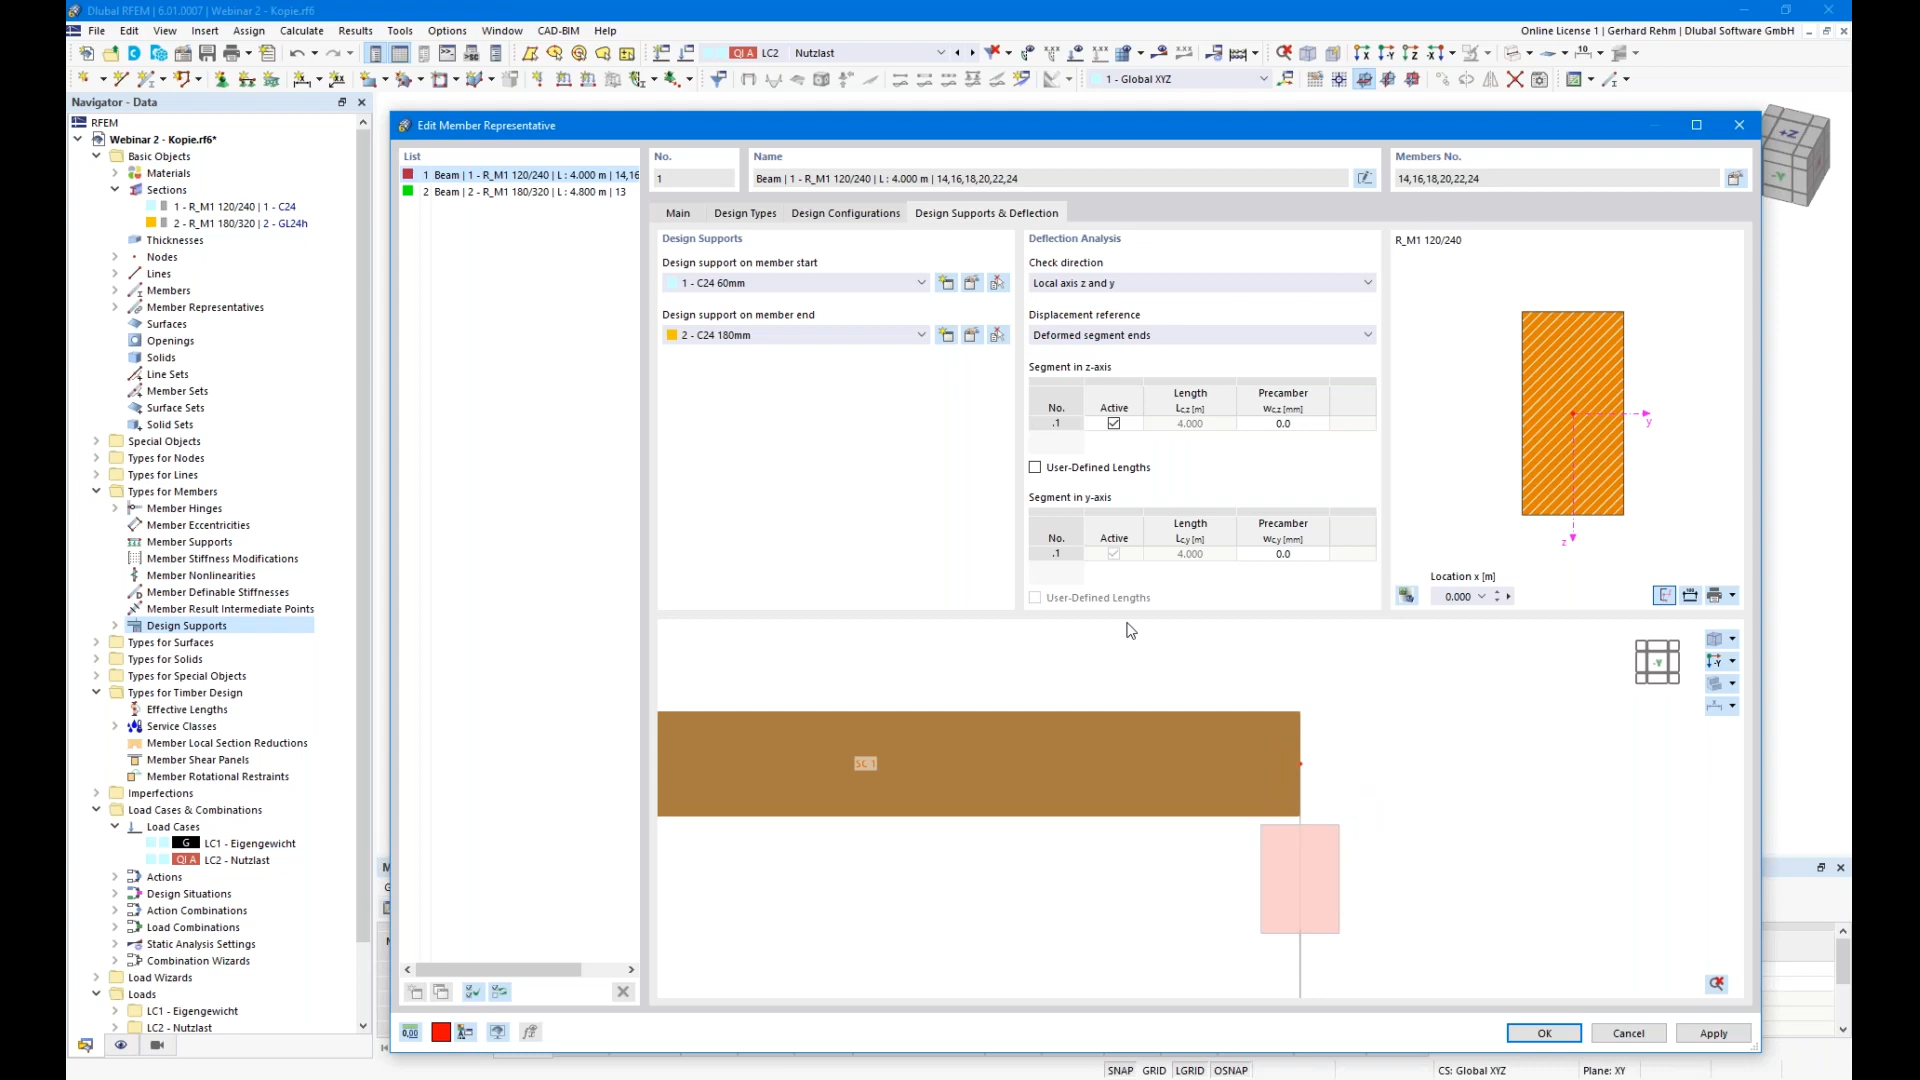 Dlubal RFEM | 6.01.0007 | Webinar 2 - Kopie.rf6
File Edit View Insert Assign Calculate Results Tools Options Window CAD-BIM Help
Online License 1 | Gerhard Rehm | Dlubal Software GmbH
QI A LC2 Nutzlast
1 - Global XYZ
Navigator - Data
RFEM
Webinar 2 - Kopie.rf6*
Basic Objects
Materials
Sections
1 - R_M1 120/240 | 1 - C24
2 - R_M1 180/320 | 2 - GL24h
Thicknesses
Nodes
Lines
Members
Member Representatives
Surfaces
Openings
Solids
Line Sets
Member Sets
Surface Sets
Solid Sets
Special Objects
Types for Nodes
Types for Lines
Types for Members
Member Hinges
Member Eccentricities
Member Supports
Member Stiffness Modifications
Member Nonlinearities
Member Definable Stiffnesses
Member Result Intermediate Points
Design Supports
Types for Surfaces
Types for Solids
Types for Special Objects
Types for Timber Design
Effective Lengths
Service Classes
Member Local Section Reductions
Member Shear Panels
Member Rotational Restraints
Imperfections
Load Cases & Combinations
Load Cases
G LC1 - Eigengewicht
QI A LC2 - Nutzlast
Actions
Design Situations
Action Combinations
Load Combinations
Static Analysis Settings
Combination Wizards
Load Wizards
Loads
LC1 - Eigengewicht
LC2 - Nutzlast
Edit Member Representative
List
1 Beam | 1 - R_M1 120/240 | L : 4.000 m | 14,16
2 Beam | 2 - R_M1 180/320 | L : 4.800 m | 13
No.
1
Name
Beam | 1 - R_M1 120/240 | L : 4.000 m | 14,16,18,20,22,24
Members No.
14,16,18,20,22,24
Main Design Types Design Configurations Design Supports & Deflection
Design Supports
Design support on member start
1 - C24 60mm
Design support on member end
2 - C24 180mm
Deflection Analysis
Check direction
Local axis z and y
Displacement reference
Deformed segment ends
Segment in z-axis
Length Precamber
No. Active Lc,z [m] Wc,z [mm]
.1 4.000 0.0
User-Defined Lengths
Segment in y-axis
Length Precamber
No. Active Lc,y [m] Wc,y [mm]
.1 4.000 0.0
User-Defined Lengths
R_M1 120/240
y
z
Location x [m]
0.000
SC 1
-Y
+Z
-Y
OK Cancel Apply
SNAP GRID LGRID OSNAP
CS: Global XYZ Plane: XY